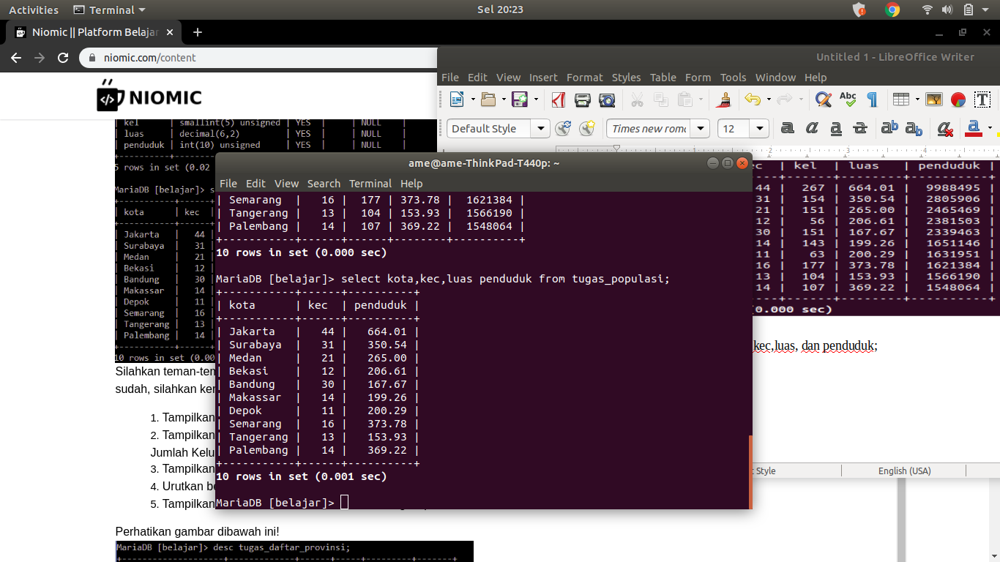 Activities Terminal Sel 20:23
Niomic || Platform Belajar
niomic.com/content
NIOMIC
| kel | smallint(5) unsigned | YES | | NULL |
| luas | decimal(6,2) | YES | | NULL |
| penduduk | int(10) unsigned | YES | | NULL |
5 rows in set (0.02
MariaDB [belajar]> s
| kota | kec |
| Jakarta | 44 |
| Surabaya | 31 |
| Medan | 21 |
| Bekasi | 12 |
| Bandung | 30 |
| Makassar | 14 |
| Depok | 11 |
| Semarang | 16 |
| Tangerang | 13 |
| Palembang | 14 |
10 rows in set (0.00
Silahkan teman-tem
sudah, silahkan ker
1. Tampilkan
2. Tampilkan
Jumlah Kelu
3. Tampilkan
4. Urutkan be
5. Tampilkan
Perhatikan gambar dibawah ini!
MariaDB [belajar]> desc tugas_daftar_provinsi;
+--------------------+-------------+------+-----+---------+-------+
Untitled 1 - LibreOffice Writer
File Edit View Insert Format Styles Table Form Tools Window Help
Default Style Times new rom 12
2 3
ec | kel | luas | penduduk |
44 | 267 | 664.01 | 9988495 |
31 | 154 | 350.54 | 2805906 |
21 | 151 | 265.00 | 2465469 |
12 | 56 | 206.61 | 2381503 |
30 | 151 | 167.67 | 2339463 |
14 | 143 | 199.26 | 1651146 |
11 | 63 | 200.29 | 1631951 |
16 | 177 | 373.78 | 1621384 |
13 | 104 | 153.93 | 1566190 |
14 | 107 | 369.22 | 1548064 |
(0.000 sec)
kec,luas, dan penduduk;
Style English (USA)
ame@ame-ThinkPad-T440p: ~
File Edit View Search Terminal Help
| Semarang | 16 | 177 | 373.78 | 1621384 |
| Tangerang | 13 | 104 | 153.93 | 1566190 |
| Palembang | 14 | 107 | 369.22 | 1548064 |
+-----------+------+------+--------+----------+
10 rows in set (0.000 sec)
MariaDB [belajar]> select kota,kec,luas penduduk from tugas_populasi;
+-----------+------+----------+
| kota | kec | penduduk |
+-----------+------+----------+
| Jakarta | 44 | 664.01 |
| Surabaya | 31 | 350.54 |
| Medan | 21 | 265.00 |
| Bekasi | 12 | 206.61 |
| Bandung | 30 | 167.67 |
| Makassar | 14 | 199.26 |
| Depok | 11 | 200.29 |
| Semarang | 16 | 373.78 |
| Tangerang | 13 | 153.93 |
| Palembang | 14 | 369.22 |
+-----------+------+----------+
10 rows in set (0.001 sec)
MariaDB [belajar]>